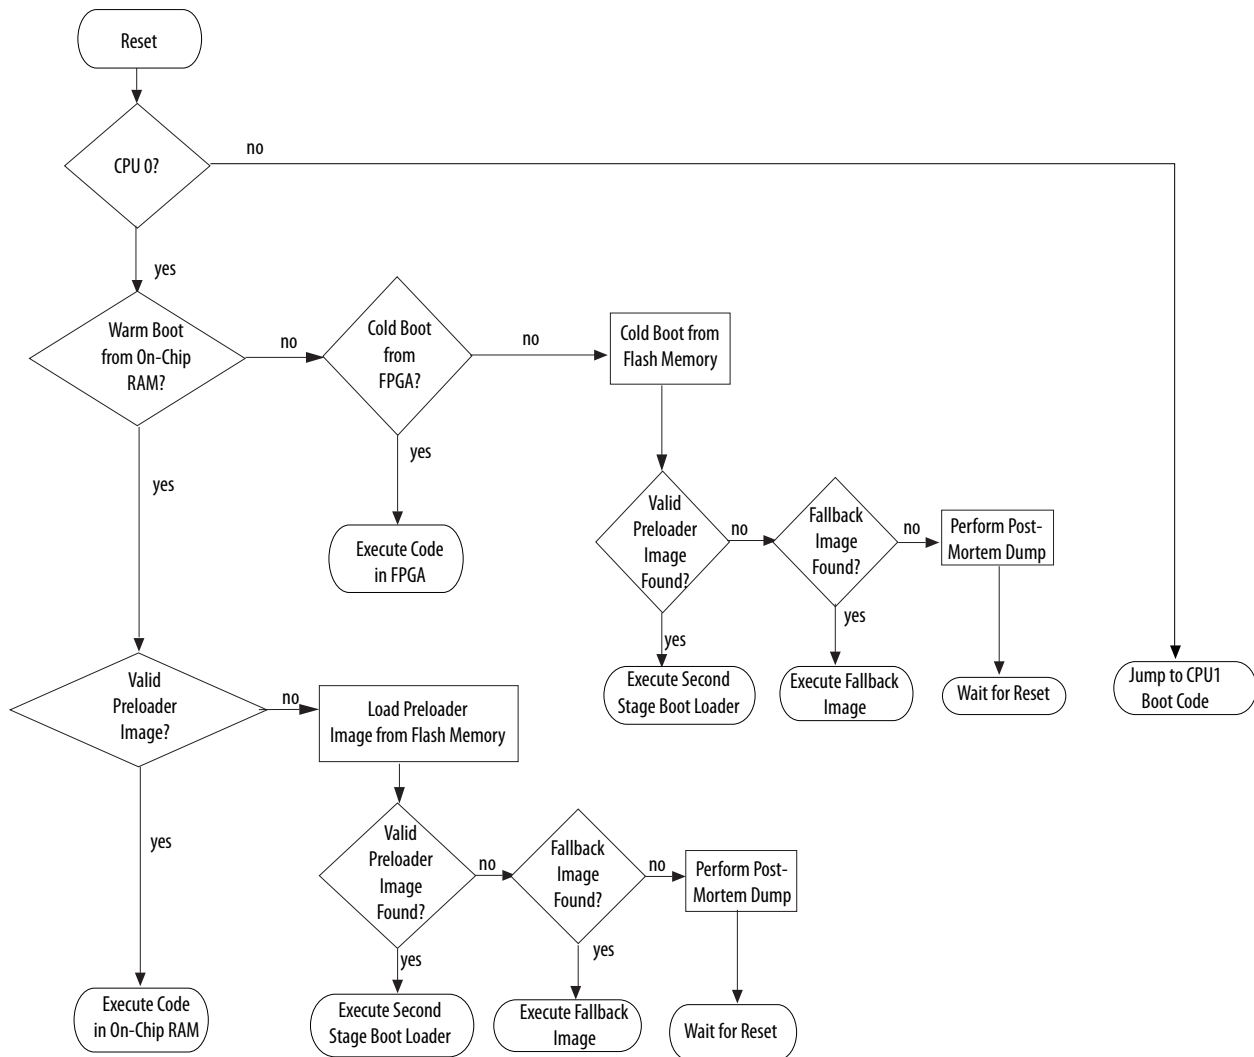 Reset
CPU 0?
no
yes
Warm Boot
from On-Chip
RAM?
no
Cold Boot
from
FPGA?
no
Cold Boot from
Flash Memory
yes
yes
Execute Code
in FPGA
Valid
Preloader
Image
Found?
no
Fallback
Image
Found?
no
Perform Post-
Mortem Dump
yes
yes
Execute Second
Stage Boot Loader
Execute Fallback
Image
Wait for Reset
Jump to CPU1
Boot Code
Valid
Preloader
Image?
no
Load Preloader
Image from Flash Memory
yes
Valid
Preloader
Image
Found?
no
Fallback
Image
Found?
no
Perform Post-
Mortem Dump
yes
yes
Execute Code
in On-Chip RAM
Execute Second
Stage Boot Loader
Execute Fallback
Image
Wait for Reset